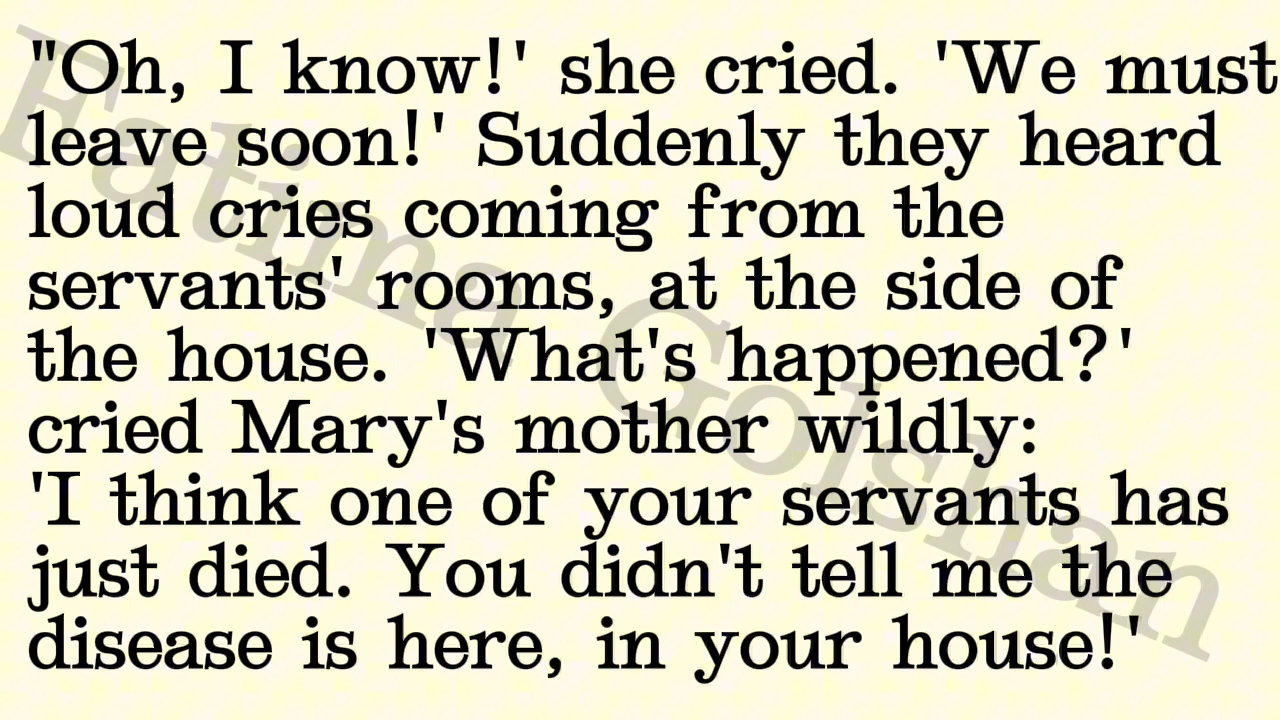 "Oh, I know!' she cried. 'We must
leave soon!' Suddenly they heard
loud cries coming from the
servants' rooms, at the side of
the house. 'What's happened?'
cried Mary's mother wildly:
'I think one of your servants has
just died. You didn't tell me the
disease is here, in your house!'
Fatima Golshan